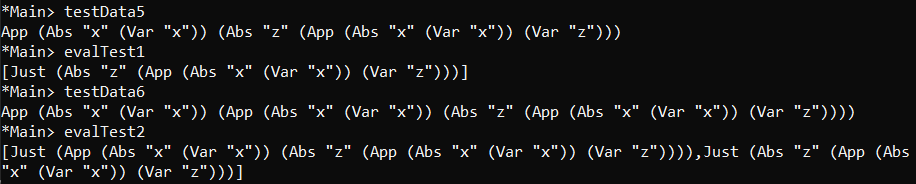 *Main> testData5
App (Abs "x" (Var "x")) (Abs "z" (App (Abs "x" (Var "x")) (Var "z")))
*Main> evalTest1
[Just (Abs "z" (App (Abs "x" (Var "x")) (Var "z")))]
*Main> testData6
App (Abs "x" (Var "x")) (App (Abs "x" (Var "x")) (Abs "z" (App (Abs "x" (Var "x")) (Var "z"))))
*Main> evalTest2
[Just (App (Abs "x" (Var "x")) (Abs "z" (App (Abs "x" (Var "x")) (Var "z")))),Just (Abs "z" (App (Abs
"x" (Var "x")) (Var "z")))]